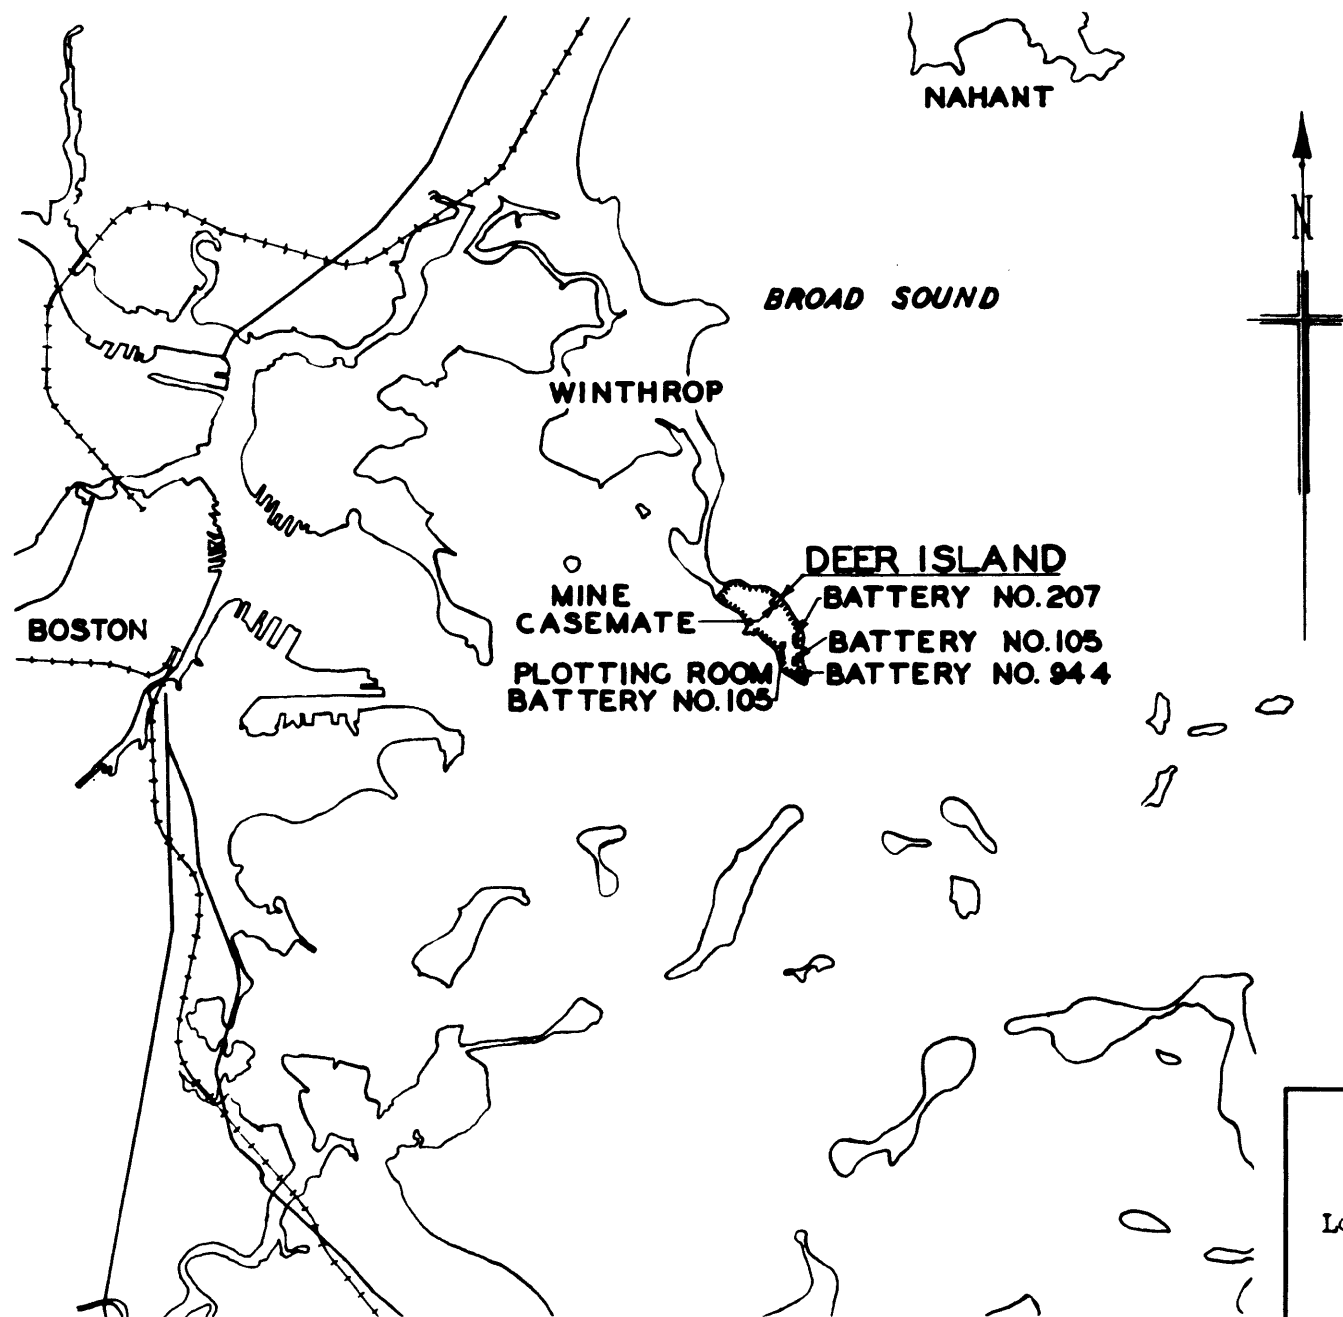 NAHANT
N
BROAD SOUND
WINTHROP
DEER ISLAND
MINE
CASEMATE
BATTERY NO. 207
BOSTON
BATTERY NO. 105
PLOTTING ROOM
BATTERY NO. 105
BATTERY NO. 944